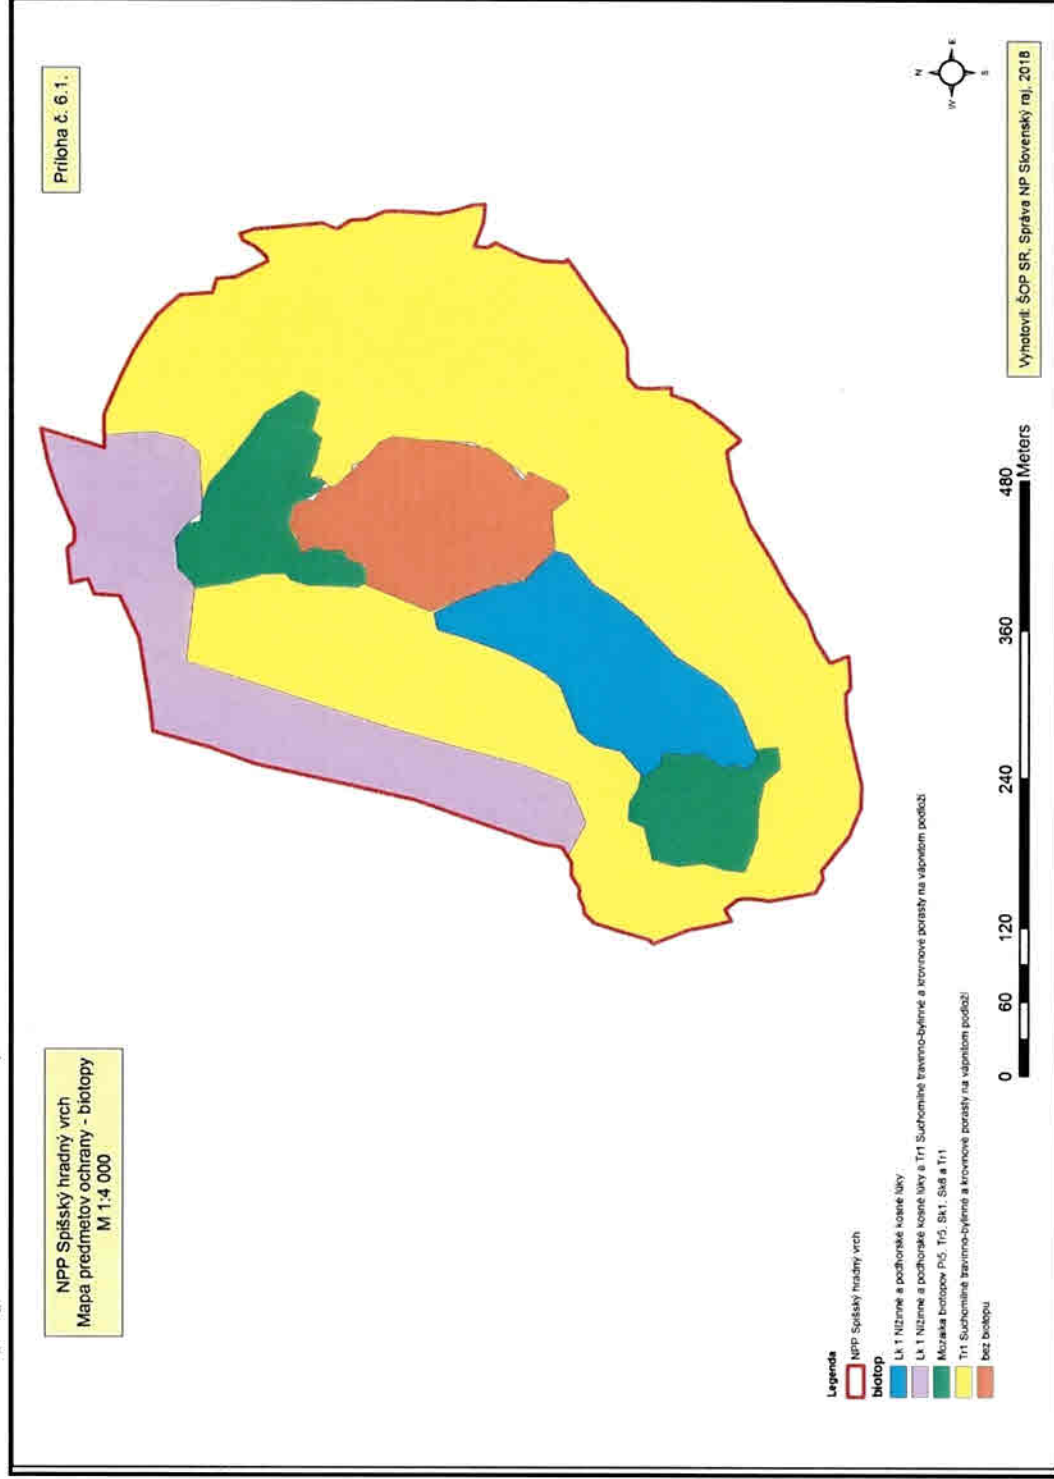 NPP Spišský hradný vrch
Mapa predmetov ochrany - biotopy
M 1:4 000
Príloha č. 6.1.
N
W
E
S
Legenda
NPP Spišský hradný vrch
biotop
Lk 1 Nížinné a podhorské kosné lúky
Lk 1 Nížinné a podhorské kosné lúky a Tr1 Suchomilné travinno-bylinné a krovinové porasty na vápnitom podloží
Mozaika biotopov Pi5, Tr5, Sk1, Sk8 a Tr1
Tr1 Suchomilné travinno-bylinné a krovinové porasty na vápnitom podloží
bez biotopu
0 60 120 240 360 480
Meters
Vyhotovil: ŠOP SR, Správa NP Slovenský raj, 2018